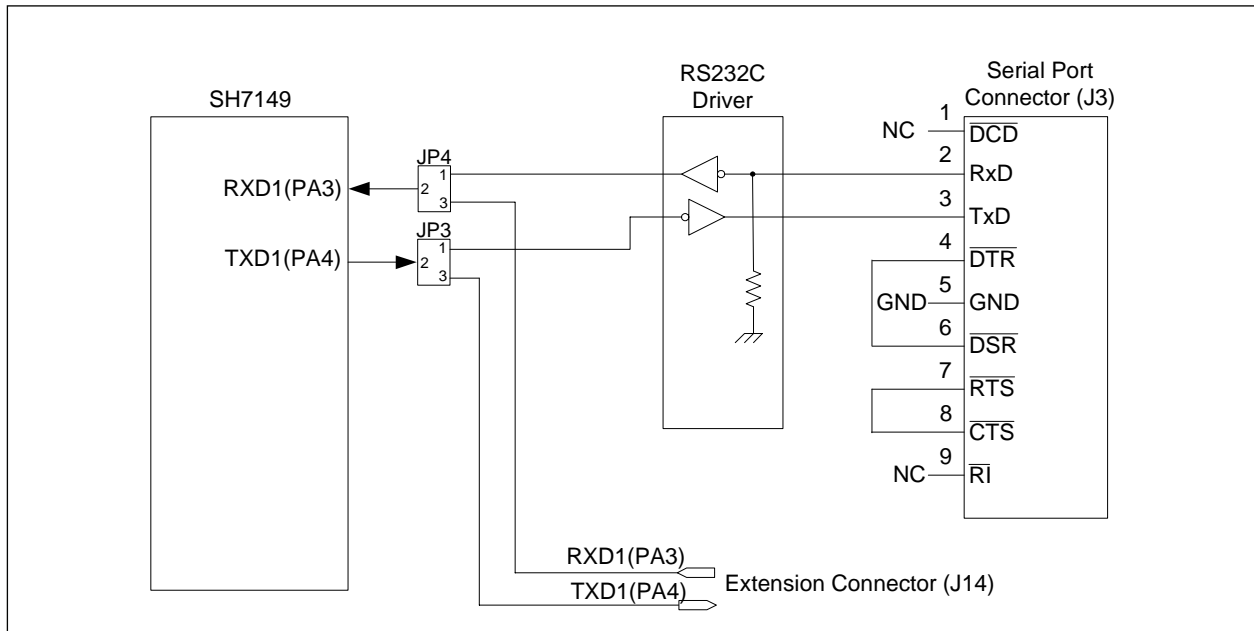 SH7149
RS232C
Driver
Serial Port
Connector (J3)
RXD1(PA3)
TXD1(PA4)
JP4
1
2
3
JP3
1
2
3
NC
1
DCD
2
RxD
3
TxD
4
DTR
GND
5
GND
6
DSR
7
RTS
8
CTS
NC
9
RI
RXD1(PA3)
TXD1(PA4)
Extension Connector (J14)